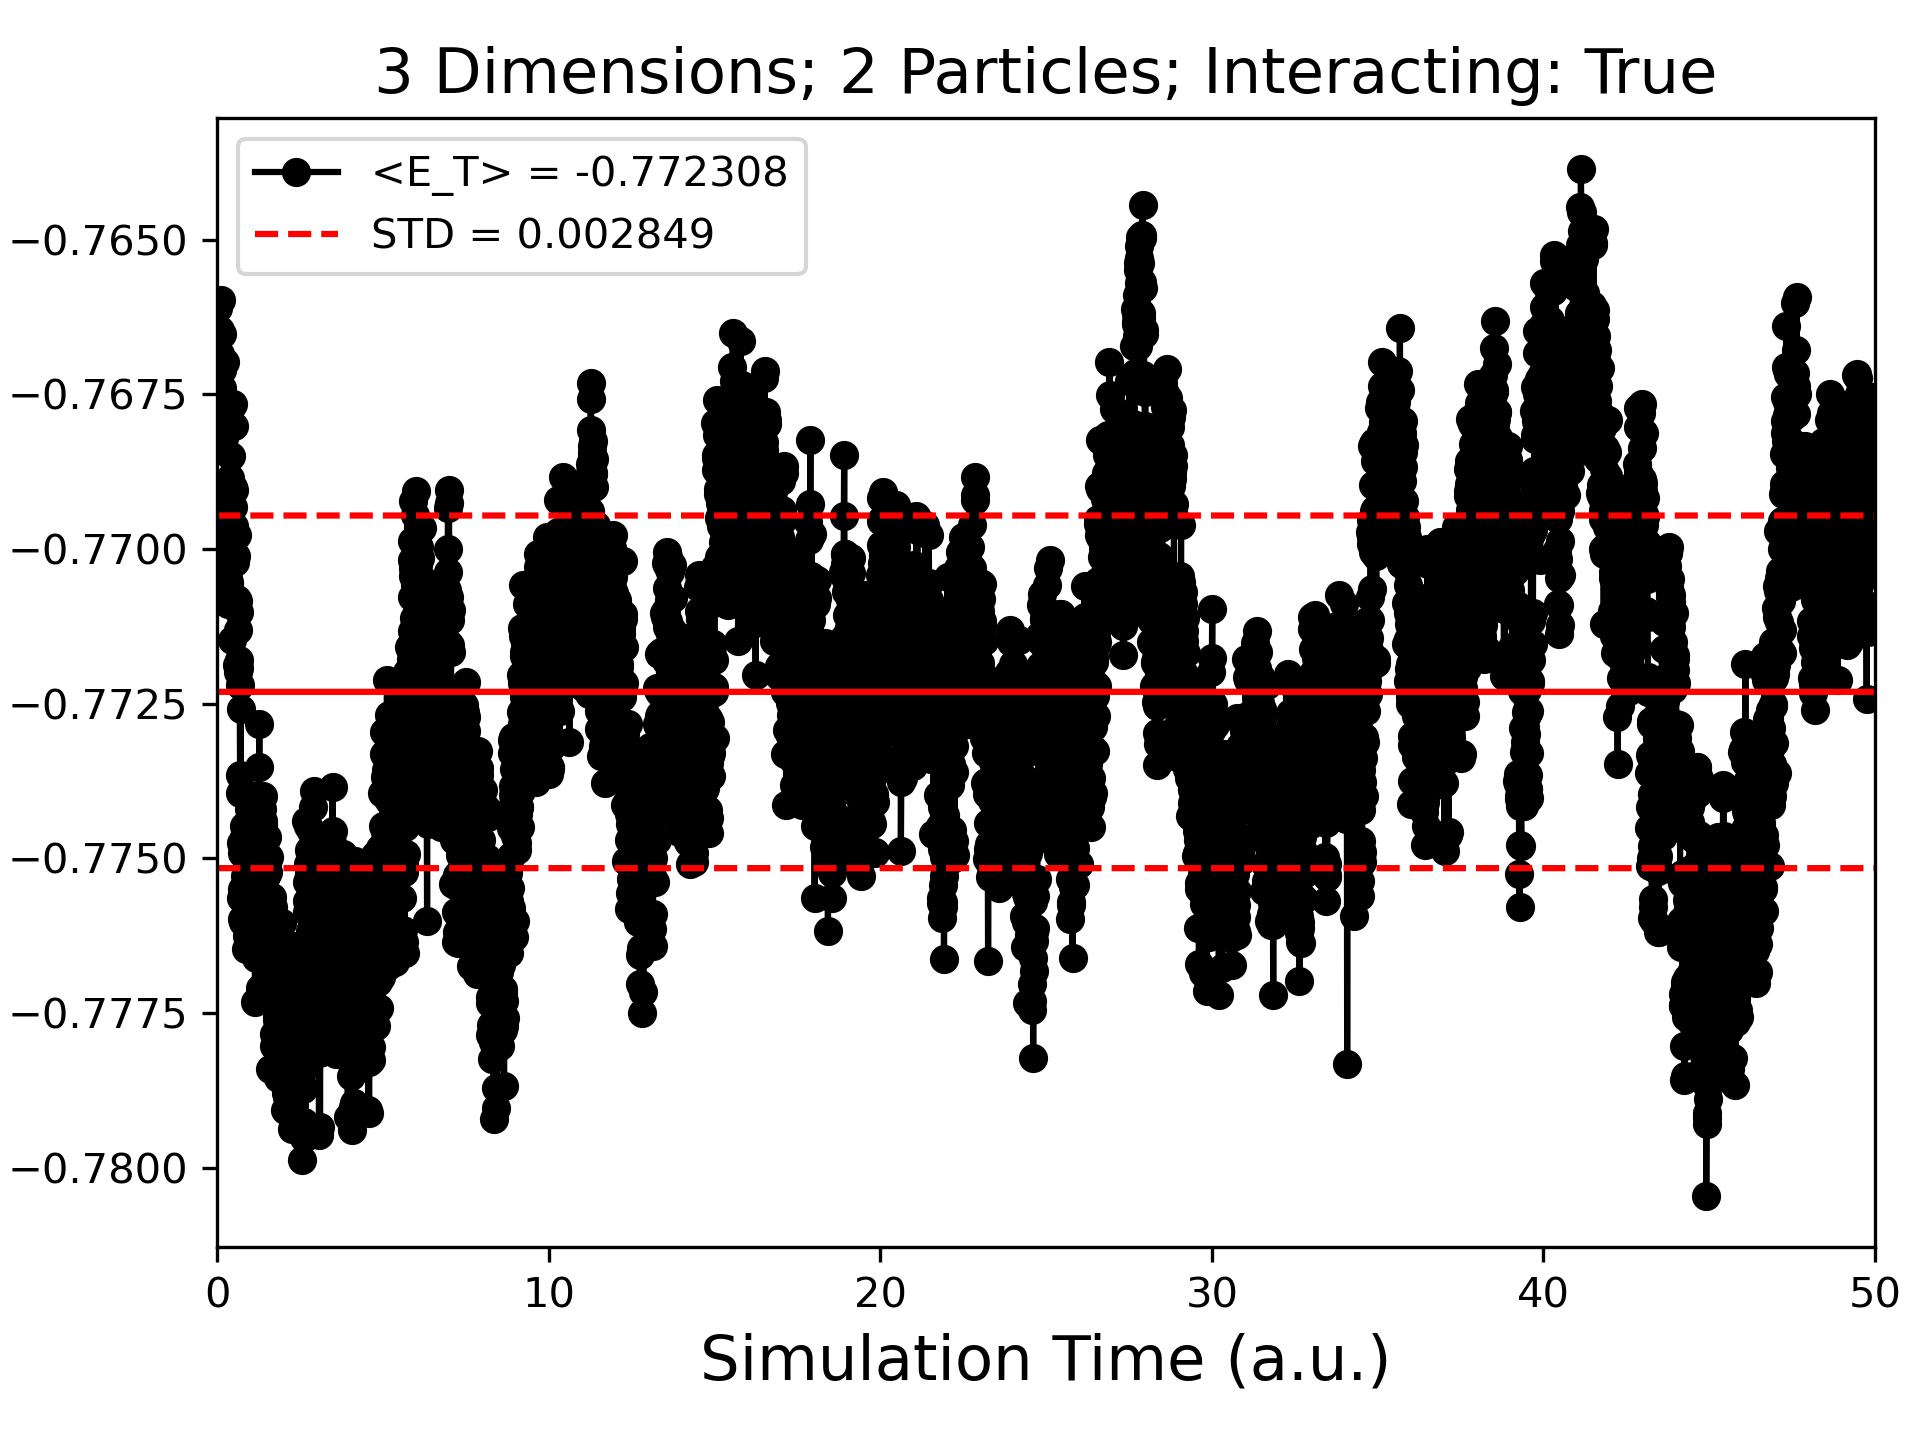 3 Dimensions; 2 Particles; Interacting: True
<E_T> = -0.772308
STD = 0.002849
−0.7650
−0.7675
−0.7700
−0.7725
−0.7750
−0.7775
−0.7800
0 10 20 30 40 50
Simulation Time (a.u.)